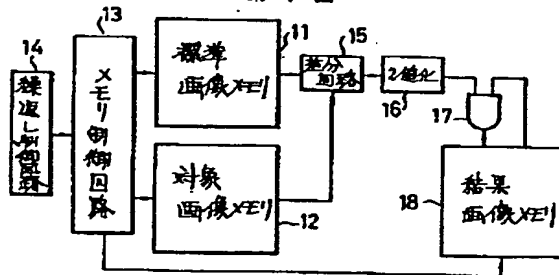 13
14
メモリ制御回路
繰返し制御回路
11
標準
画像メモリ
15
差分
回路
2値化
16
17
対象
画像メモリ
12
18
結果
画像メモリ